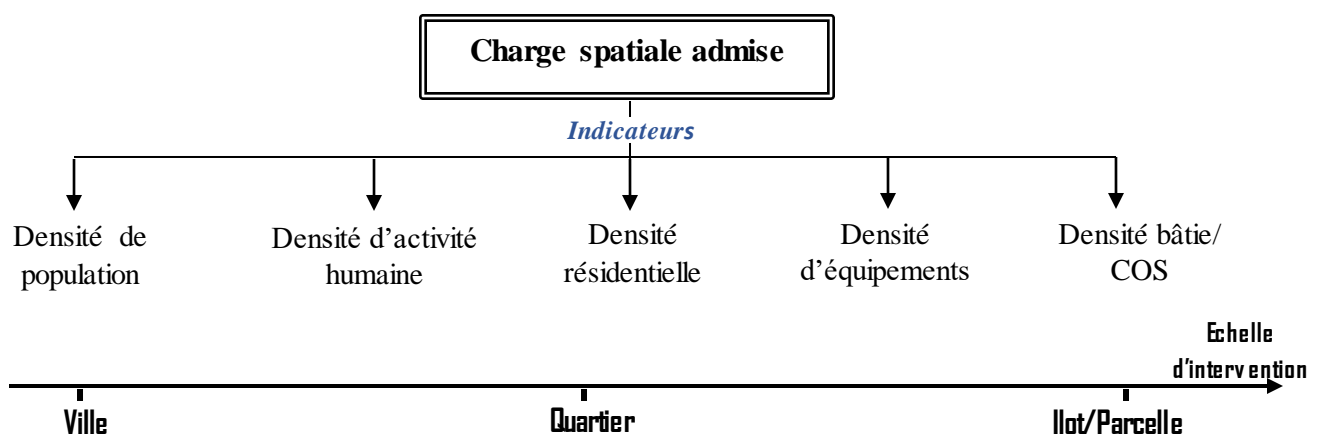 Charge spatiale admise
Indicateurs
Densité de
population
Densité d'activité
humaine
Densité
résidentielle
Densité
d'équipements
Densité bâtie/
COS
Echelle
d'intervention
Ville
Quartier
Ilot/Parcelle